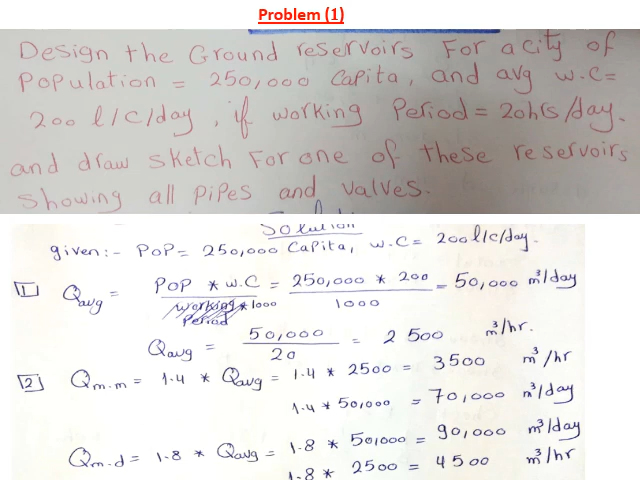 Problem (1)
Design the Ground reservoirs For a city of
Population = 250,000 Capita, and avg w.c=
200 l/c/day, if working Period = 20hrs/day.
and draw sketch For one of these reservoirs
showing all pipes and valves.
Solution
given:- Pop= 250,000 Capita, w.c= 200 l/c/day.
1 Qavg = Pop * w.c / working Period * 1000 = 250,000 * 200 / 1000 = 50,000 m³/day
Qavg = 50,000 / 20 = 2500 m³/hr.
2 Qm.m = 1.4 * Qavg = 1.4 * 2500 = 3500 m³/hr
1.4 * 50,000 = 70,000 m³/day
Qm.d = 1.8 * Qavg = 1.8 * 50,000 = 90,000 m³/day
1.8 * 2500 = 4500 m³/hr